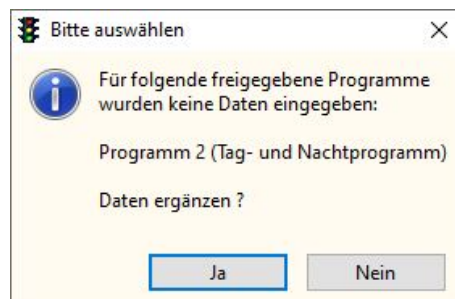 Bitte auswählen
Für folgende freigegebene Programme
wurden keine Daten eingegeben:
Programm 2 (Tag- und Nachtprogramm)
Daten ergänzen ?
Ja
Nein